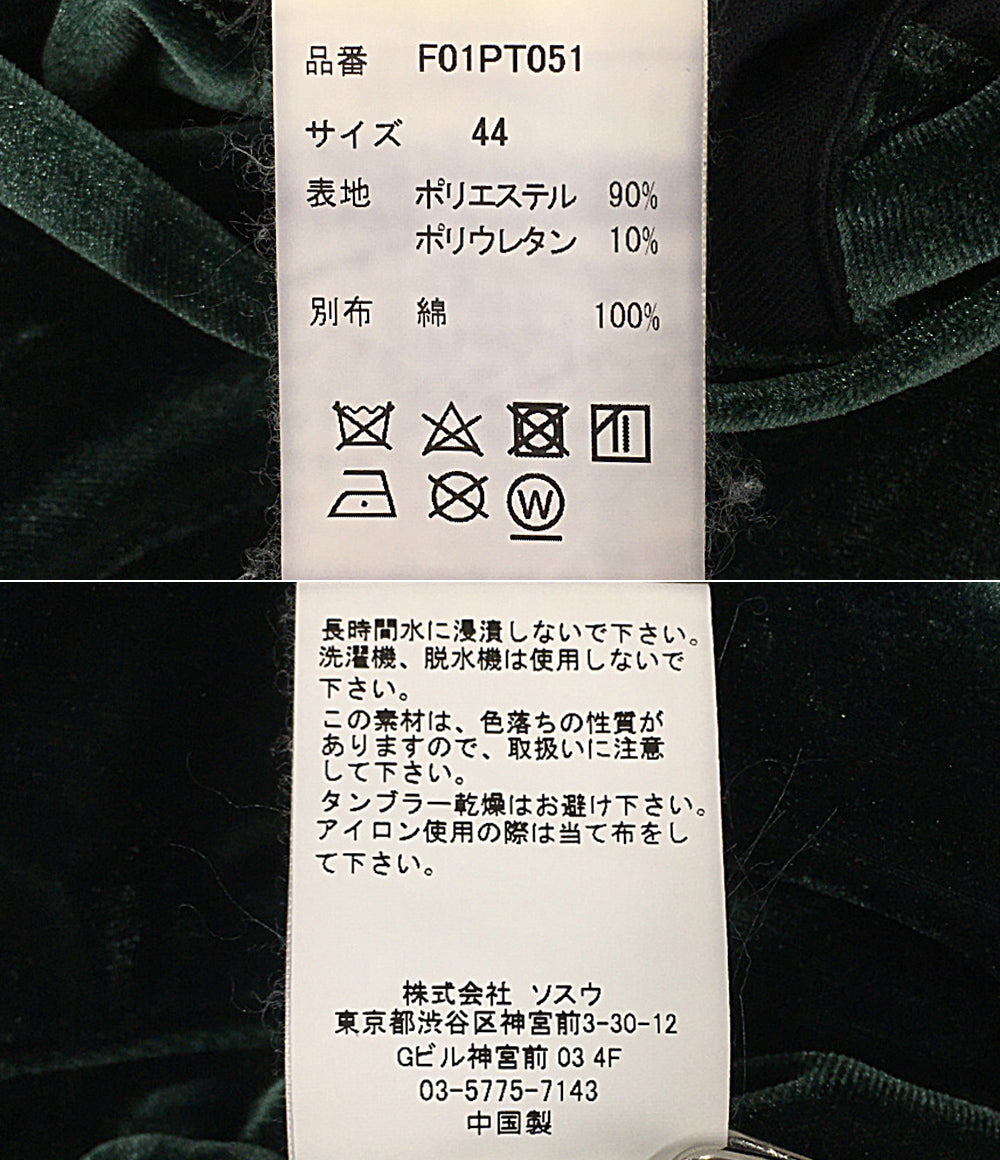 品番 F01PT051
サイズ 44
表地 ポリエステル 90%
ポリウレタン 10%
別布 綿 100%
W
長時間水に浸漬しないで下さい。
洗濯機、脱水機は使用しないで
下さい。
この素材は、色落ちの性質が
ありますので、取扱いに注意
して下さい。
タンブラー乾燥はお避け下さい。
アイロン使用の際は当て布をし
て下さい。
株式会社 ソスウ
東京都渋谷区神宮前3-30-12
Gビル神宮前 03 4F
03-5775-7143
中国製